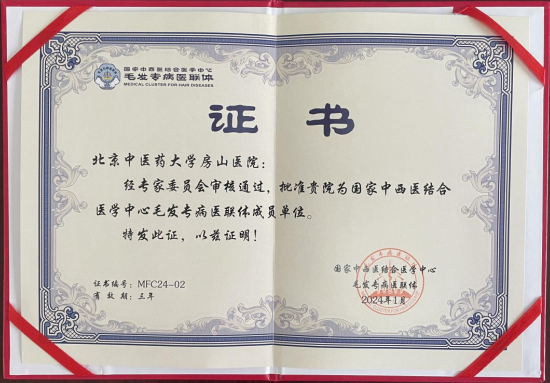 国家中西医结合医学中心
毛发专病医联体
MEDICAL CLUSTER FOR HAIR DISEASES
证书
北京中医药大学房山医院：
经专家委员会审核通过，批准贵院为国家中西医结合
医学中心毛发专病医联体成员单位。
特发此证，以兹证明！
证书编号：MFC24-02
有效期：三年
国家中西医结合医学中心
毛发专病医联体
2024年1月